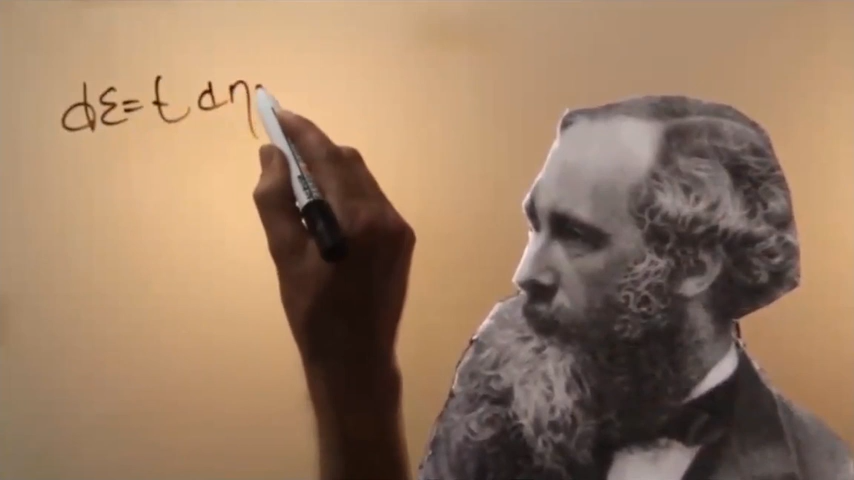 dε = t dη